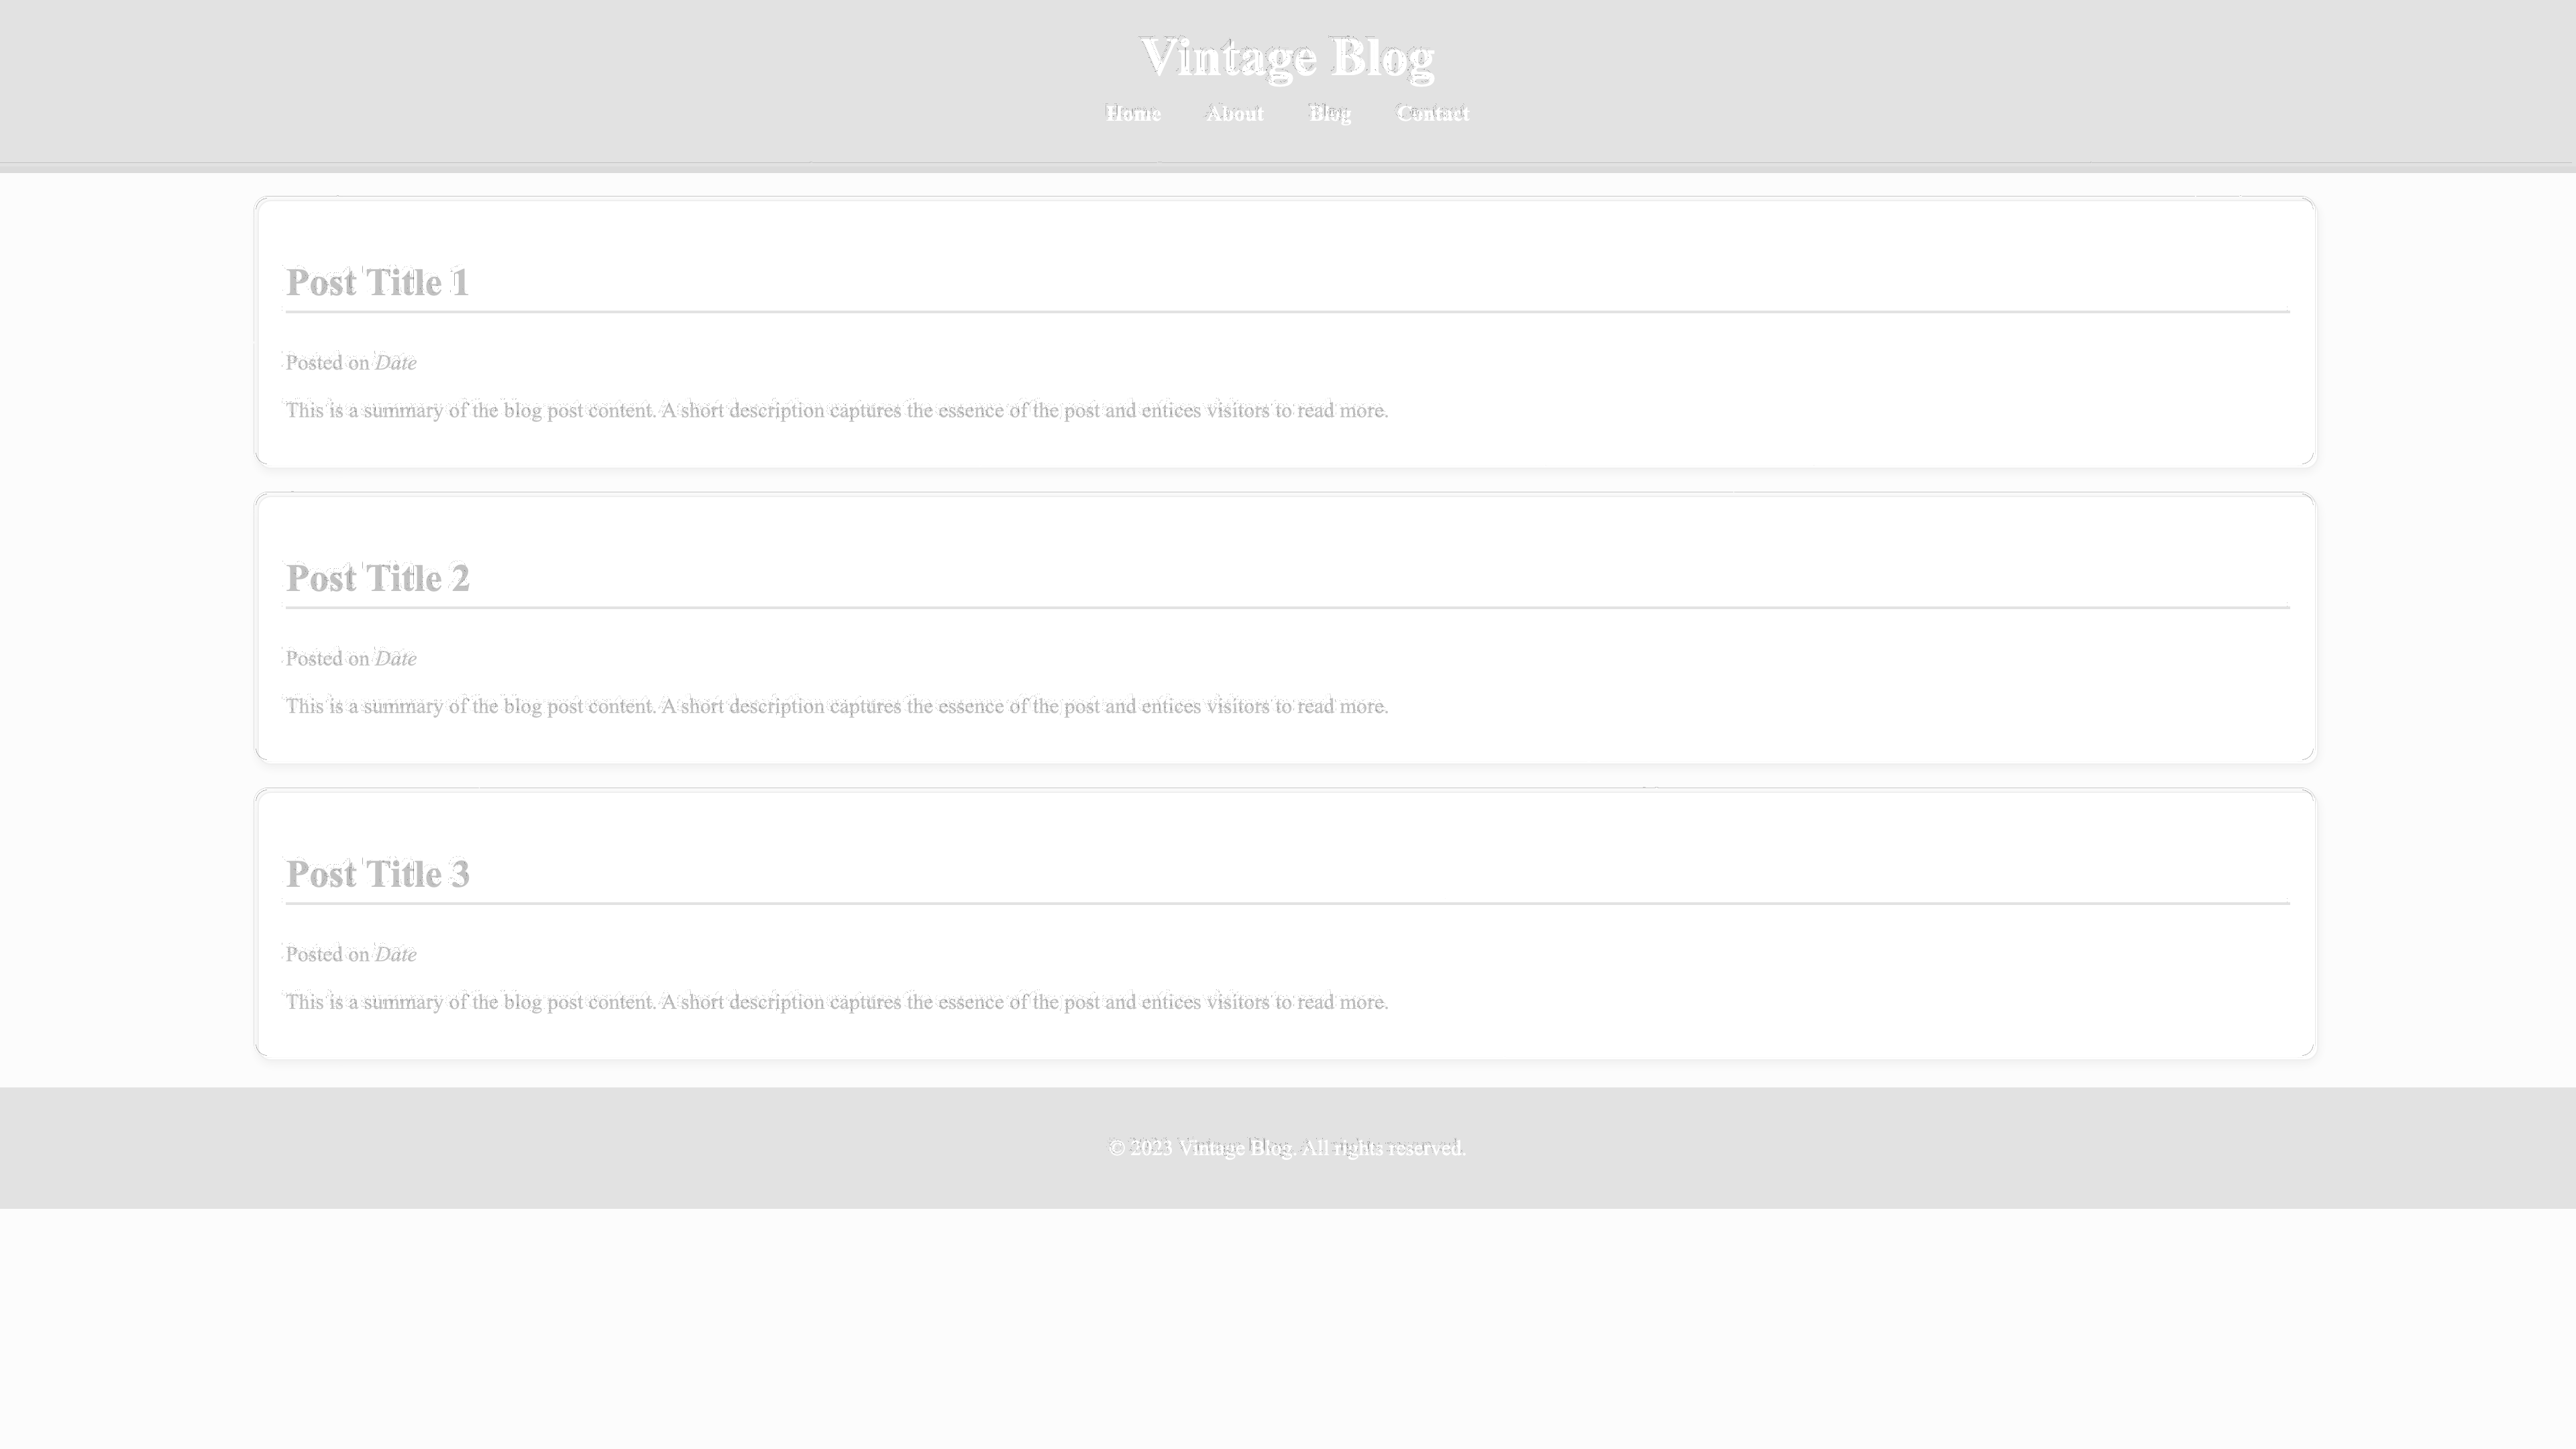 Vintage Blog
Home About Blog Contact
Post Title 1
Posted on Date
This is a summary of the blog post content. A short description captures the essence of the post and entices visitors to read more.
Post Title 2
Posted on Date
This is a summary of the blog post content. A short description captures the essence of the post and entices visitors to read more.
Post Title 3
Posted on Date
This is a summary of the blog post content. A short description captures the essence of the post and entices visitors to read more.
© 2023 Vintage Blog. All rights reserved.